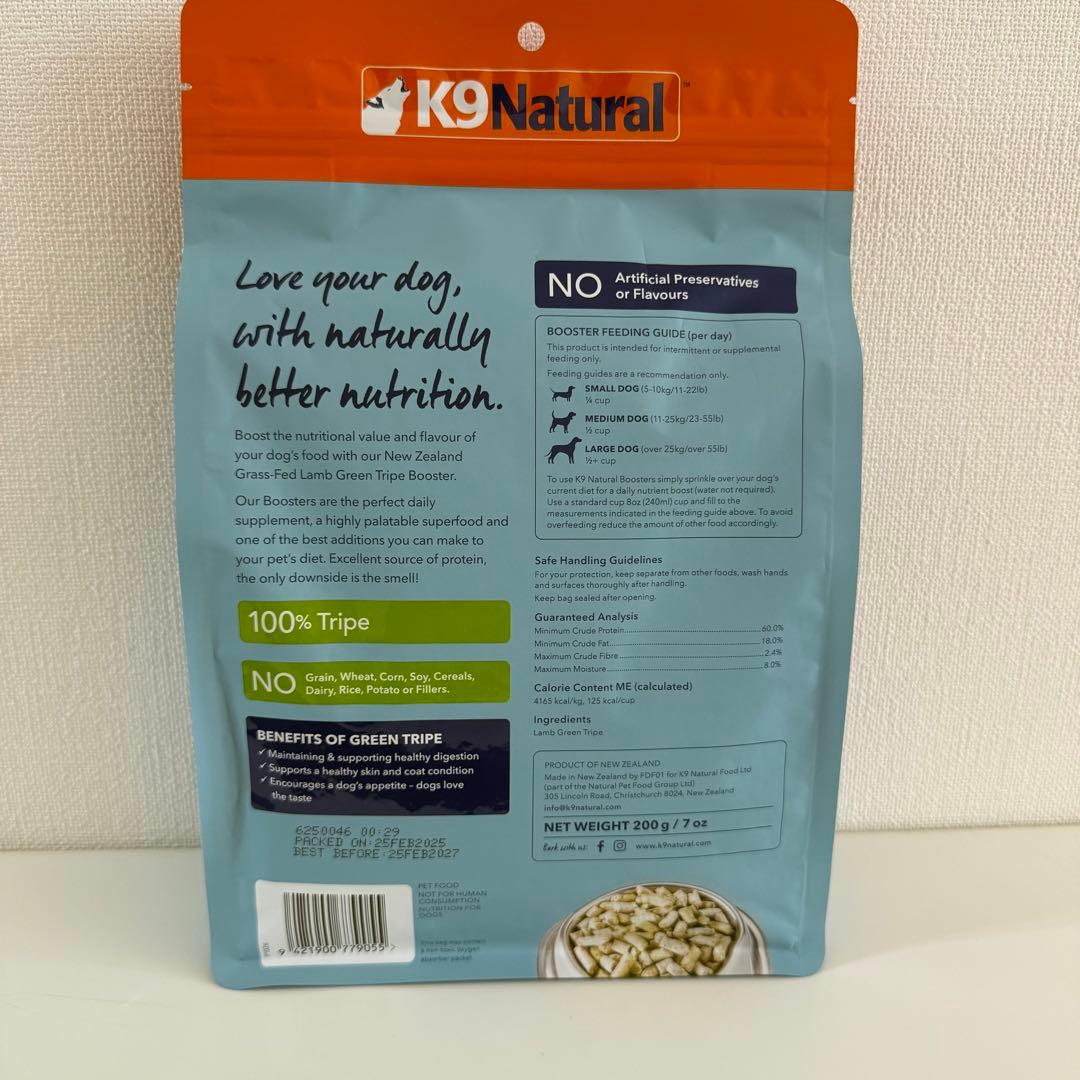 K9Natural™
Love your dog,
with naturally
better nutrition.
Boost the nutritional value and flavour of
your dog's food with our New Zealand
Grass-Fed Lamb Green Tripe Booster.
Our Boosters are the perfect daily
supplement, a highly palatable superfood and
one of the best additions you can make to
your pet's diet. Excellent source of protein,
the only downside is the smell!
100% Tripe
NO Grain, Wheat, Corn, Soy, Cereals,
Dairy, Rice, Potato or Fillers.
BENEFITS OF GREEN TRIPE
✓ Maintaining & supporting healthy digestion
✓ Supports a healthy skin and coat condition
✓ Encourages a dog's appetite – dogs love
the taste
6250046 00:29
PACKED ON:25FEB2025
BEST BEFORE:25FEB2027
9 421900 779055 >
PET FOOD
NOT FOR HUMAN
CONSUMPTION
NUTRITION FOR
DOGS
This bag may contain
a non-toxic oxygen
absorber packet
NO Artificial Preservatives
or Flavours
BOOSTER FEEDING GUIDE (per day)
This product is intended for intermittent or supplemental
feeding only.
Feeding guides are a recommendation only.
SMALL DOG (5-10kg/11-22lb)
¼ cup
MEDIUM DOG (11-25kg/23-55lb)
½ cup
LARGE DOG (over 25kg/over 55lb)
½+ cup
To use K9 Natural Boosters simply sprinkle over your dog's
current diet for a daily nutrient boost (water not required).
Use a standard cup 8oz (240ml) cup and fill to the
measurements indicated in the feeding guide above. To avoid
overfeeding reduce the amount of other food accordingly.
Safe Handling Guidelines
For your protection, keep separate from other foods, wash hands
and surfaces thoroughly after handling.
Keep bag sealed after opening.
Guaranteed Analysis
Minimum Crude Protein 60.0%
Minimum Crude Fat 18.0%
Maximum Crude Fibre 2.4%
Maximum Moisture 8.0%
Calorie Content ME (calculated)
4165 kcal/kg, 125 kcal/cup
Ingredients
Lamb Green Tripe
PRODUCT OF NEW ZEALAND
Made in New Zealand by FDF01 for K9 Natural Food Ltd
(part of the Natural Pet Food Group Ltd)
305 Lincoln Road, Christchurch 8024, New Zealand
info@k9natural.com
NET WEIGHT 200g / 7 oz
Bark with us: www.k9natural.com